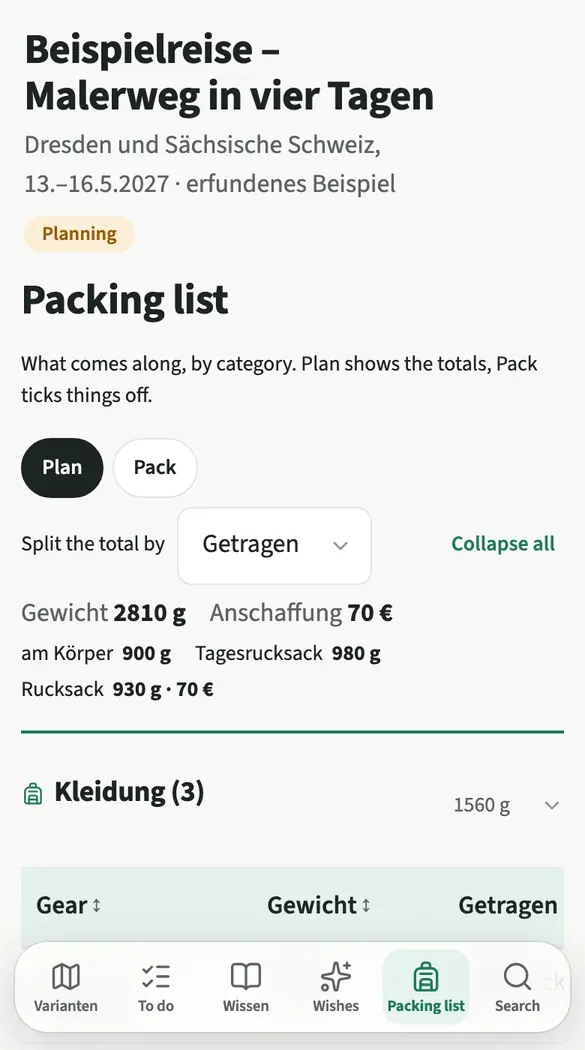 Beispielreise –
Malerweg in vier Tagen
Dresden und Sächsische Schweiz,
13.–16.5.2027 · erfundenes Beispiel
Planning
Packing list
What comes along, by category. Plan shows the totals, Pack
ticks things off.
Plan Pack
Split the total by Getragen Collapse all
Gewicht 2810 g Anschaffung 70 €
am Körper 900 g Tagesrucksack 980 g
Rucksack 930 g · 70 €
Kleidung (3) 1560 g
Gear Gewicht Getragen
Varianten To do Wissen Wishes Packing list Search